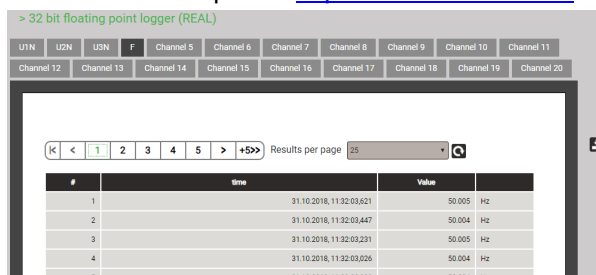 > 32 bit floating point logger (REAL)
U1N U2N U3N F Channel 5 Channel 6 Channel 7 Channel 8 Channel 9 Channel 10 Channel 11
Channel 12 Channel 13 Channel 14 Channel 15 Channel 16 Channel 17 Channel 18 Channel 19 Channel 20
|< < 1 2 3 4 5 > +5>> Results per page 25
# time Value
1 31.10.2018, 11:32:03,621 50.005 Hz
2 31.10.2018, 11:32:03,447 50.004 Hz
3 31.10.2018, 11:32:03,231 50.005 Hz
4 31.10.2018, 11:32:03,026 50.004 Hz